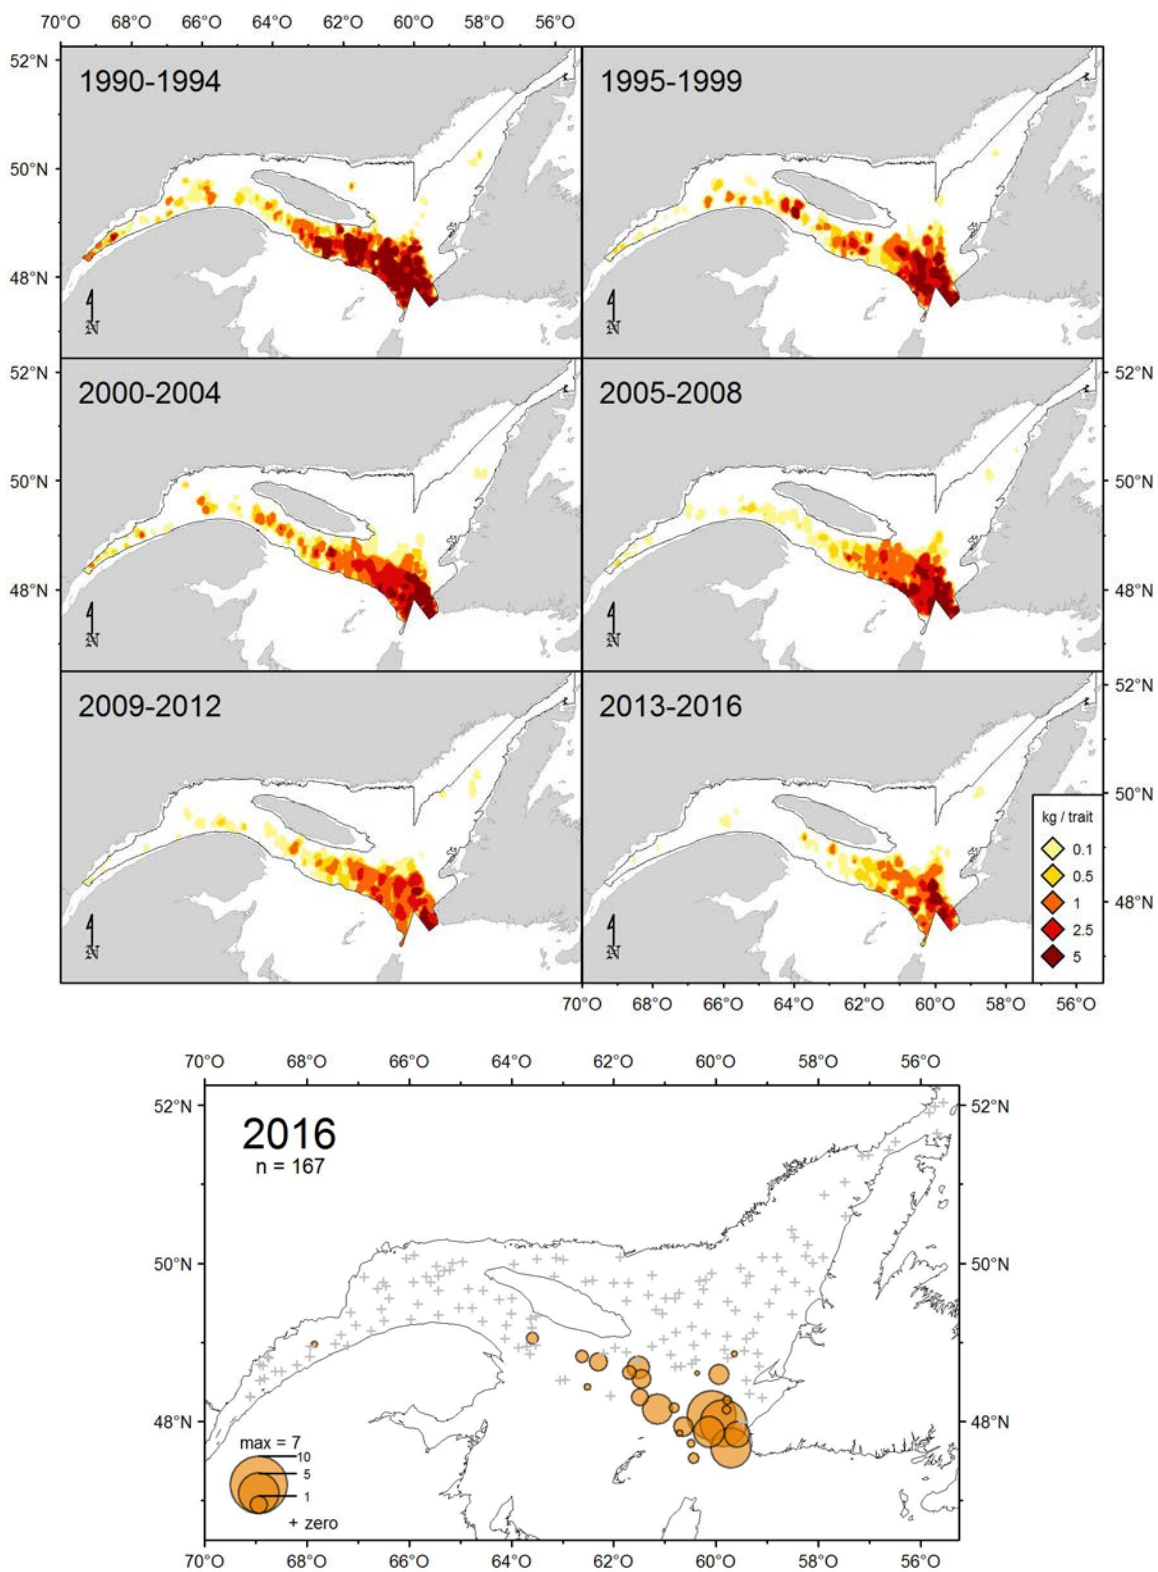 70°O 68°O 66°O 64°O 62°O 60°O 58°O 56°O
52°N
1990-1994
1995-1999
50°N
48°N
N
N
52°N
2000-2004
2005-2008
52°N
50°N
50°N
48°N
48°N
N
N
2009-2012
2013-2016
52°N
50°N
kg / trait
0.1
0.5
1
2.5
5
48°N
N
N
70°O 68°O 66°O 64°O 62°O 60°O 58°O 56°O
70°O 68°O 66°O 64°O 62°O 60°O 58°O 56°O
52°N
52°N
2016
n = 167
50°N
50°N
48°N
48°N
max = 7
10
5
1
+ zero
70°O 68°O 66°O 64°O 62°O 60°O 58°O 56°O